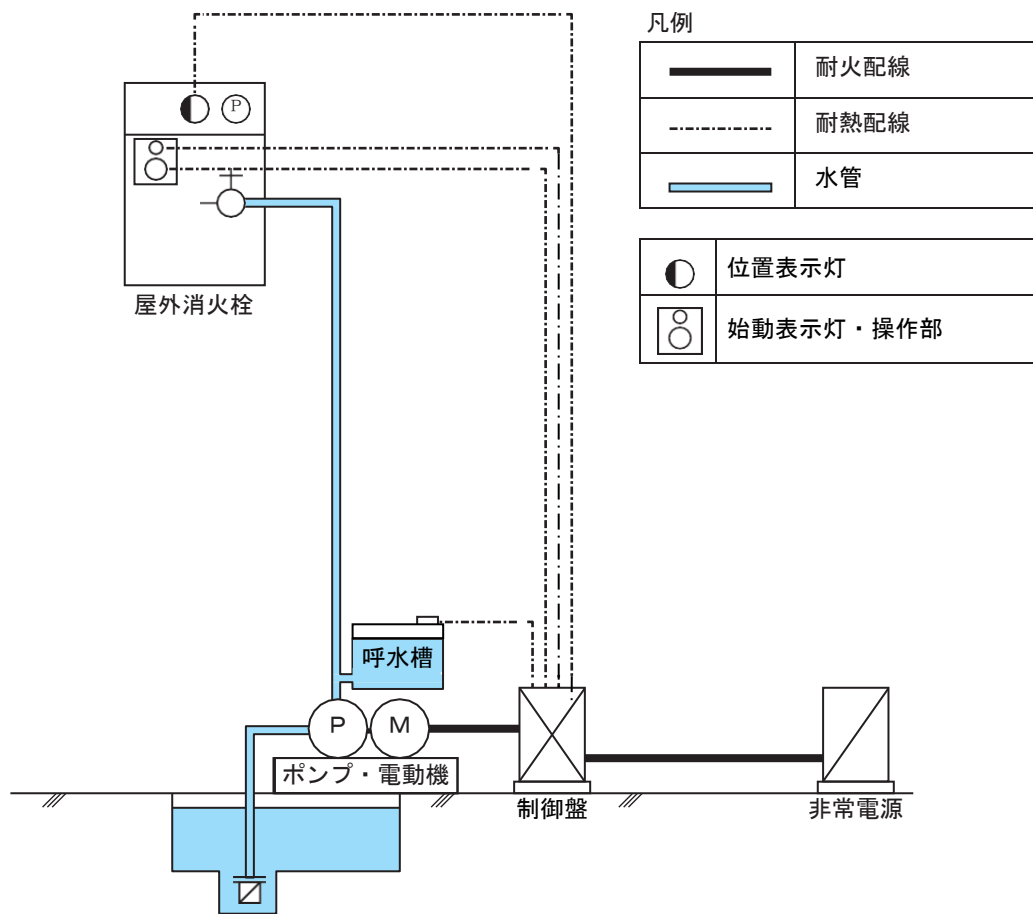 凡例
耐火配線
耐熱配線
水管
位置表示灯
始動表示灯・操作部
P
屋外消火栓
呼水槽
P M
ポンプ・電動機
制御盤
非常電源